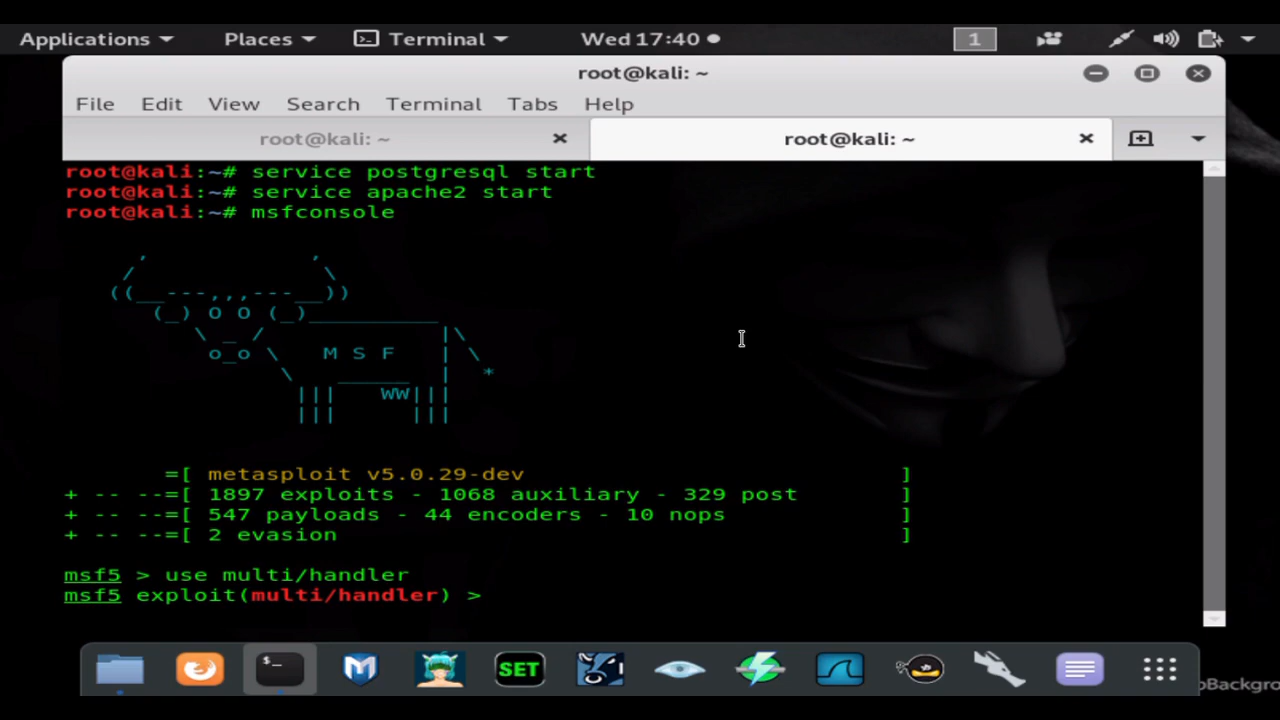 Applications Places Terminal Wed 17:40 1
root@kali: ~
File Edit View Search Terminal Tabs Help
root@kali: ~ root@kali: ~
root@kali:~# service postgresql start
root@kali:~# service apache2 start
root@kali:~# msfconsole
M S F
WW
=[ metasploit v5.0.29-dev ]
+ -- --=[ 1897 exploits - 1068 auxiliary - 329 post ]
+ -- --=[ 547 payloads - 44 encoders - 10 nops ]
+ -- --=[ 2 evasion ]
msf5 > use multi/handler
msf5 exploit(multi/handler) >
$_
M
SET